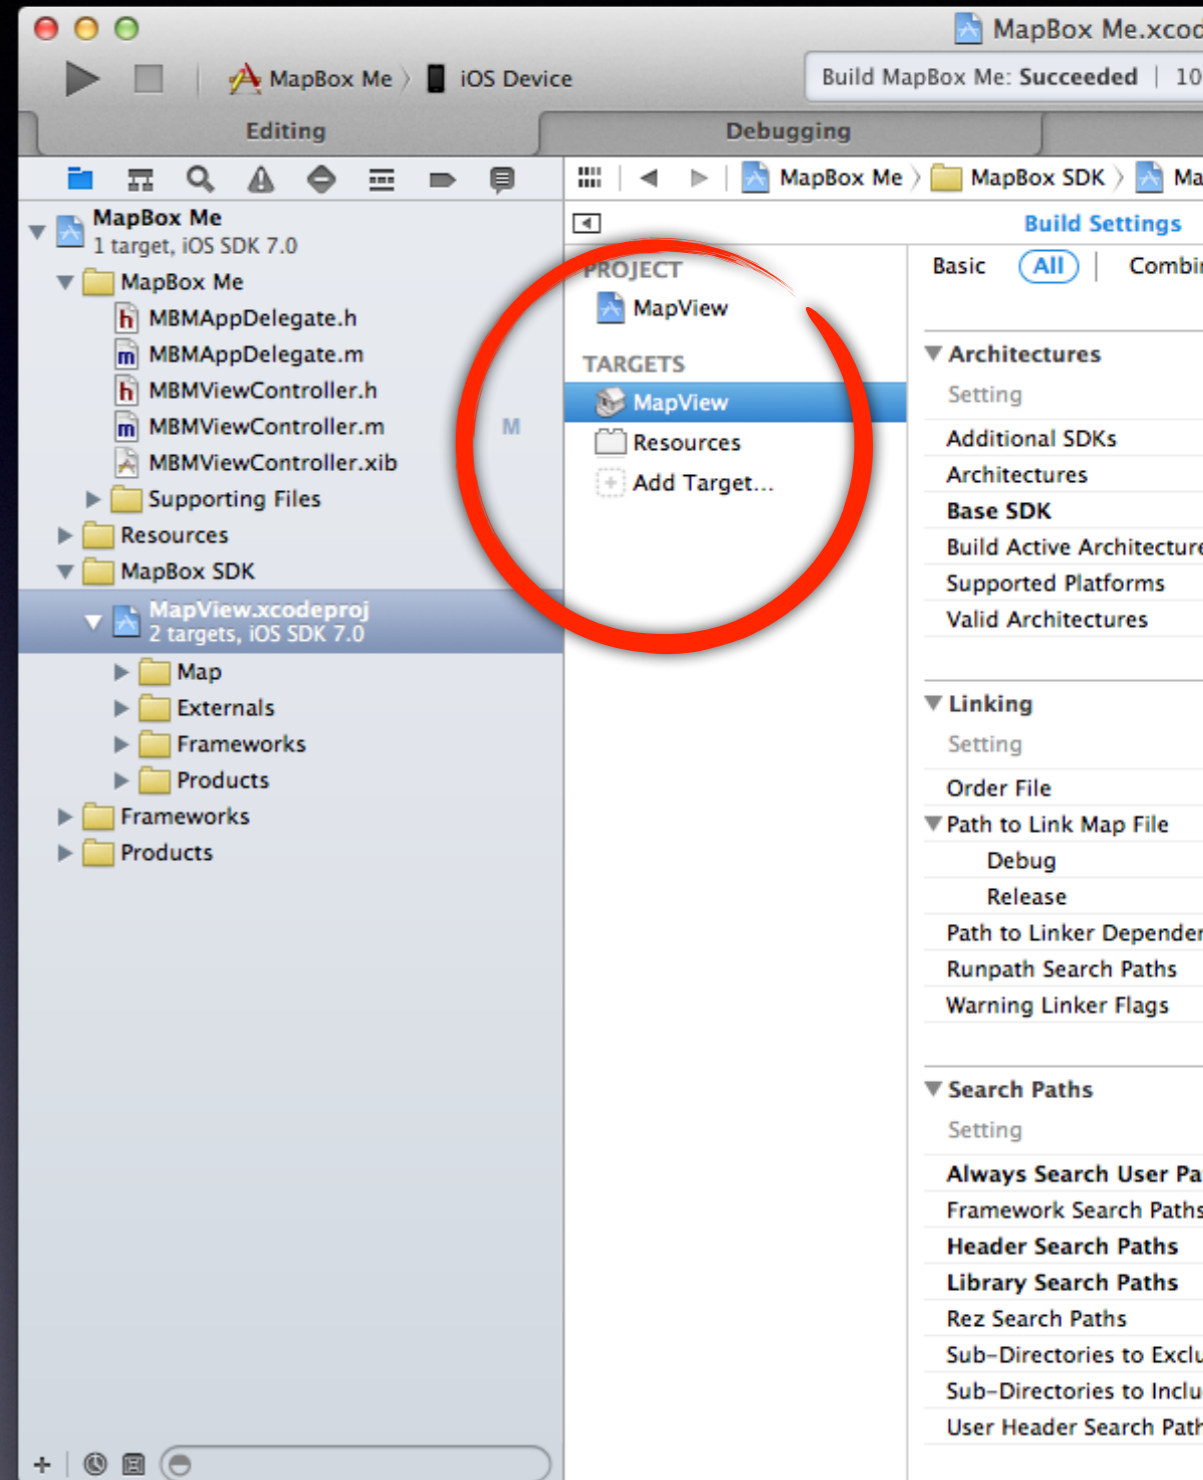 MapBox Me.xcod
MapBox Me iOS Device
Build MapBox Me: Succeeded | 10
Editing
Debugging
MapBox Me
1 target, iOS SDK 7.0
MapBox Me
MBMAppDelegate.h
MBMAppDelegate.m
MBMViewController.h
MBMViewController.m M
MBMViewController.xib
Supporting Files
Resources
MapBox SDK
MapView.xcodeproj
2 targets, iOS SDK 7.0
Map
Externals
Frameworks
Products
Frameworks
Products
MapBox Me MapBox SDK Ma
Build Settings
PROJECT
MapView
TARGETS
MapView
Resources
Add Target...
Basic All Combin
Architectures
Setting
Additional SDKs
Architectures
Base SDK
Build Active Architecture
Supported Platforms
Valid Architectures
Linking
Setting
Order File
Path to Link Map File
Debug
Release
Path to Linker Depender
Runpath Search Paths
Warning Linker Flags
Search Paths
Setting
Always Search User Pa
Framework Search Paths
Header Search Paths
Library Search Paths
Rez Search Paths
Sub-Directories to Exclu
Sub-Directories to Inclu
User Header Search Path